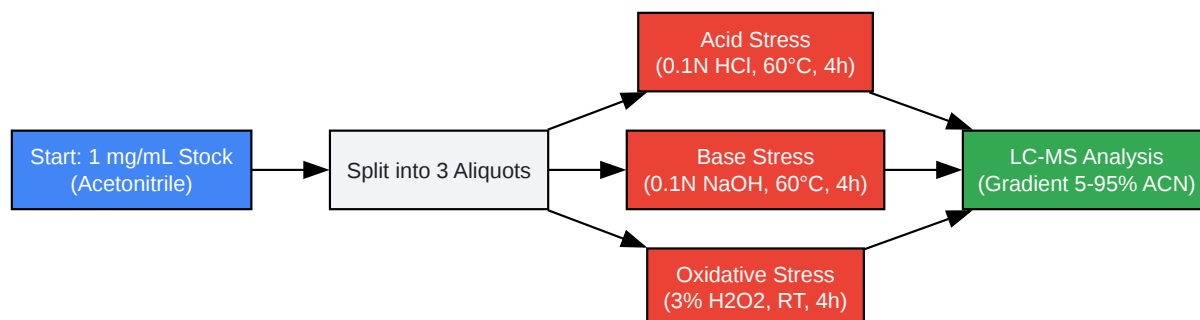 Start: 1 mg/mL Stock
(Acetonitrile)
Split into 3 Aliquots
Acid Stress
(0.1N HCl, 60°C, 4h)
Base Stress
(0.1N NaOH, 60°C, 4h)
Oxidative Stress
(3% H2O2, RT, 4h)
LC-MS Analysis
(Gradient 5-95% ACN)